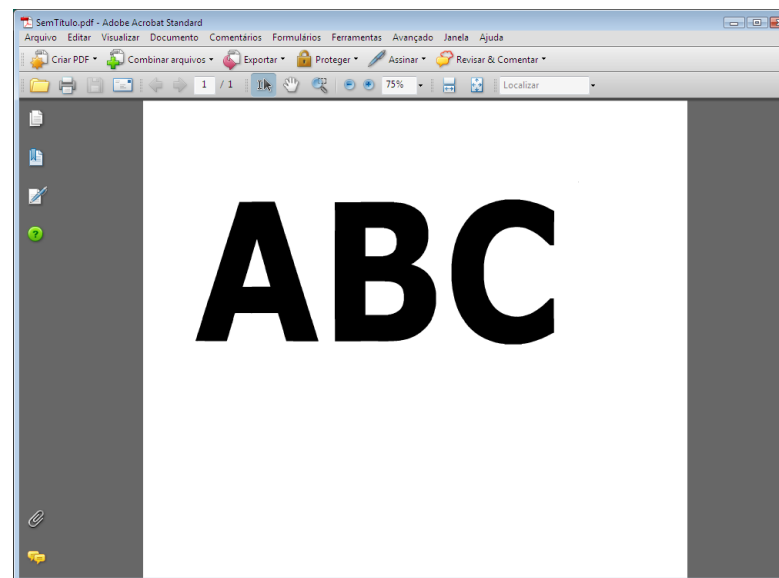 SemTítulo.pdf - Adobe Acrobat Standard
Arquivo Editar Visualizar Documento Comentários Formulários Ferramentas Avançado Janela Ajuda
Criar PDF Combinar arquivos Exportar Proteger Assinar Revisar & Comentar
1 / 1 75% Localizar
ABC